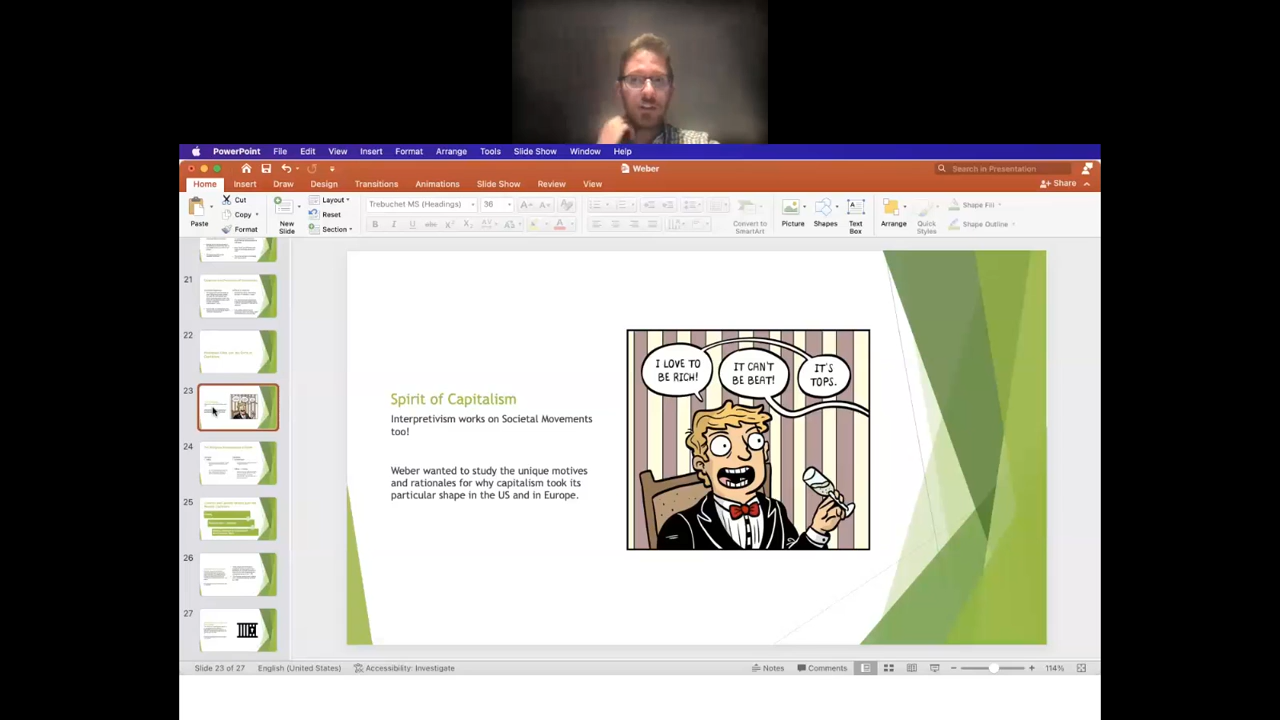 PowerPoint File Edit View Insert Format Arrange Tools Slide Show Window Help
Weber
Search in Presentation
Home Insert Draw Design Transitions Animations Slide Show Review View
Share
Paste
Cut
Copy
Format
New
Slide
Layout
Reset
Section
Trebuchet MS (Headings) 36
Convert to
SmartArt
Picture
Shapes
Text
Box
Arrange
Quick
Styles
Shape Fill
Shape Outline
21
22
23
24
25
26
27
Spirit of Capitalism
Interpretivism works on Societal Movements
too!
Weber wanted to study the unique motives
and rationales for why capitalism took its
particular shape in the US and in Europe.
I LOVE TO
BE RICH!
IT CAN'T
BE BEAT!
IT'S
TOPS.
Slide 23 of 27 English (United States) Accessibility: Investigate
Notes Comments 114%